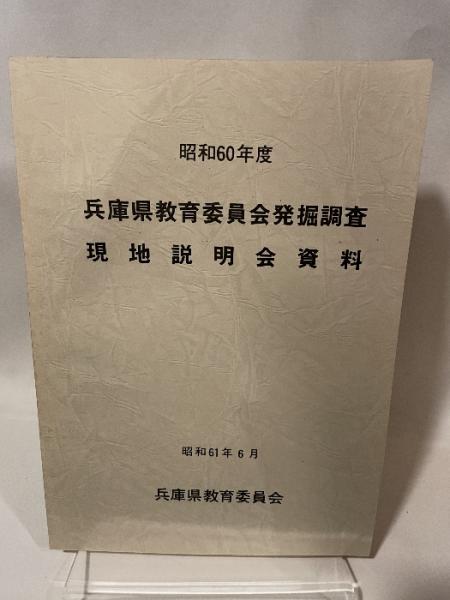 昭和60年度
兵庫県教育委員会発掘調査
現地説明会資料
昭和61年6月
兵庫県教育委員会